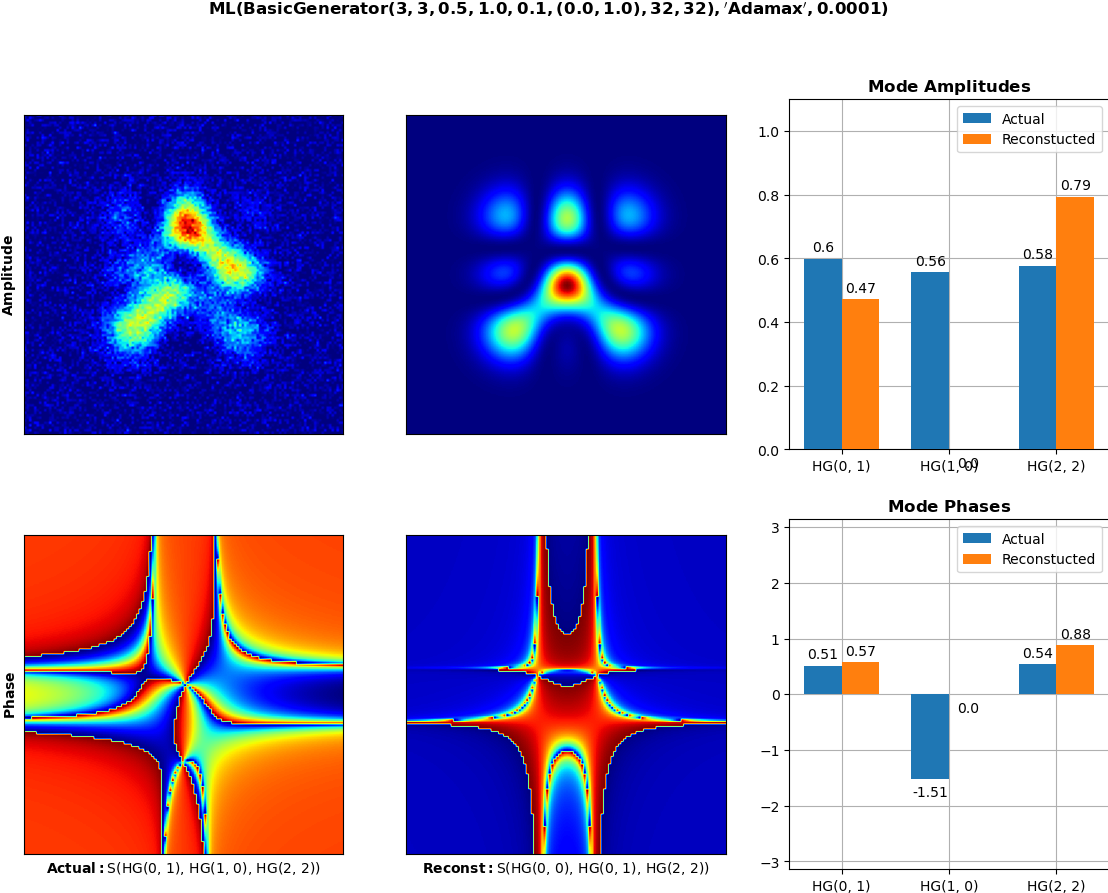 ML(BasicGenerator(3, 3, 0.5, 1.0, 0.1, (0.0, 1.0), 32, 32), ′Adamax′, 0.0001)
Mode Amplitudes
Amplitude
1.0
0.8
0.6
0.4
0.2
0.0
Actual
Reconstucted
0.6
0.47
0.56
0.0
0.58
0.79
HG(0, 1)
HG(1, 0)
HG(2, 2)
Mode Phases
Phase
3
2
1
0
−1
−2
−3
Actual
Reconstucted
0.51
0.57
-1.51
0.0
0.54
0.88
HG(0, 1)
HG(1, 0)
HG(2, 2)
Actual: S(HG(0, 1), HG(1, 0), HG(2, 2))
Reconst: S(HG(0, 0), HG(0, 1), HG(2, 2))